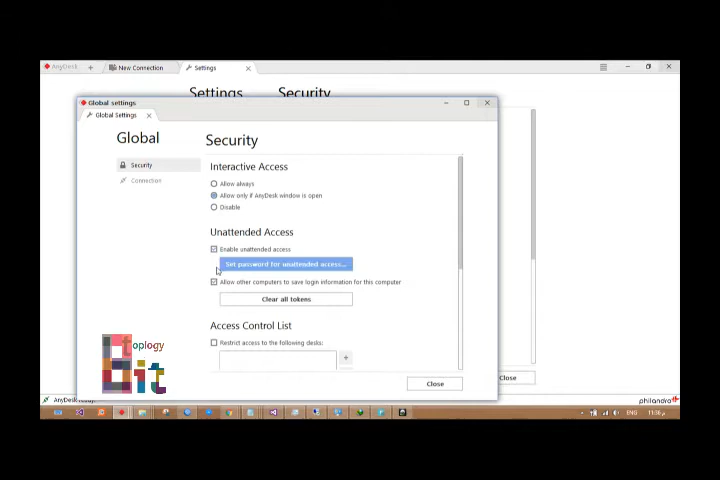 AnyDesk
New Connection
Settings
Settings
Security
Global settings
Global Settings
Global
Security
Security
Connection
Interactive Access
Allow always
Allow only if AnyDesk window is open
Disable
Unattended Access
Enable unattended access
Set password for unattended access...
Allow other computers to save login information for this computer
Clear all tokens
Access Control List
Restrict access to the following desks:
+
Close
Close
toplogy
Bit
philandro
ENG